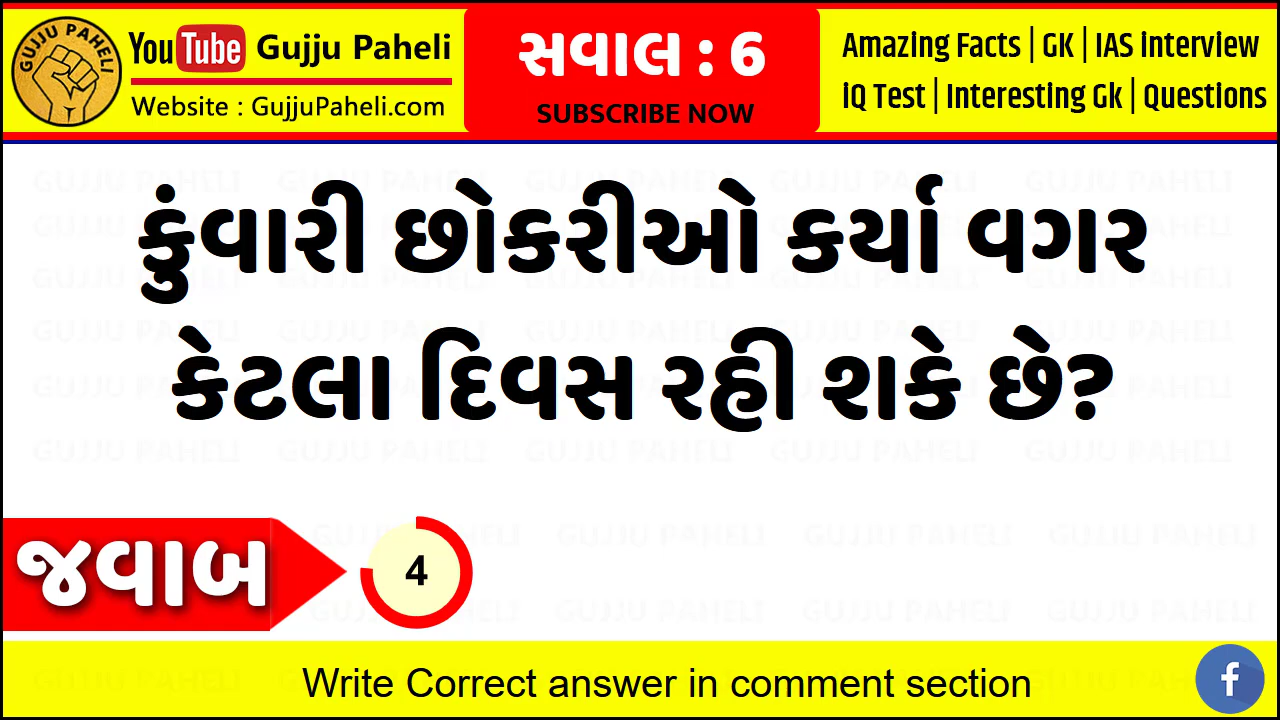 GUJJU PAHELI
YouTube Gujju Paheli
Website : GujjuPaheli.com
સવાલ : 6
SUBSCRIBE NOW
Amazing Facts | GK | IAS interview
iQ Test | Interesting Gk | Questions
કુંવારી છોકરીઓ કર્યા વગર
કેટલા દિવસ રહી શકે છે?
જવાબ
4
Write Correct answer in comment section
f